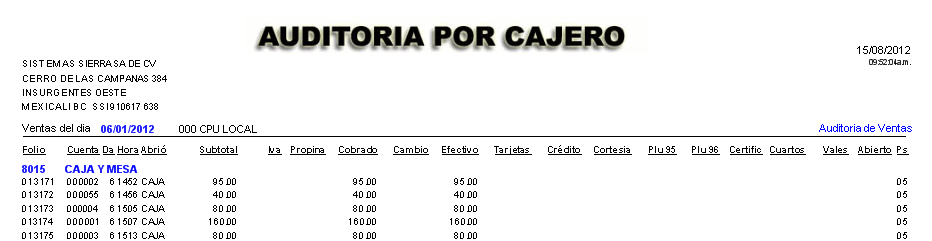 AUDITORIA POR CAJERO
15/08/2012
SISTEMAS SIERRA SA DE CV 09:52:04a.m.
CERRO DE LAS CAMPANAS 384
INSURGENTES OESTE
MEXICALI BC SSI910617 638
Ventas del dia 06/01/2012 000 CPU LOCAL Auditoria de Ventas
Folio Cuenta Da Hora Abrió Subtotal Iva Propina Cobrado Cambio Efectivo Tarjetas Crédito Cortesia Plu 95 Plu 96 Certific Cuartos Vales Abierto Ps
8015 CAJA Y MESA
013171 000002 6 1452 CAJA 95.00 95.00 95.00 05
013172 000055 6 1456 CAJA 40.00 40.00 40.00 05
013173 000004 6 1505 CAJA 80.00 80.00 80.00 05
013174 000001 6 1507 CAJA 160.00 160.00 160.00 05
013175 000003 6 1513 CAJA 80.00 80.00 80.00 05